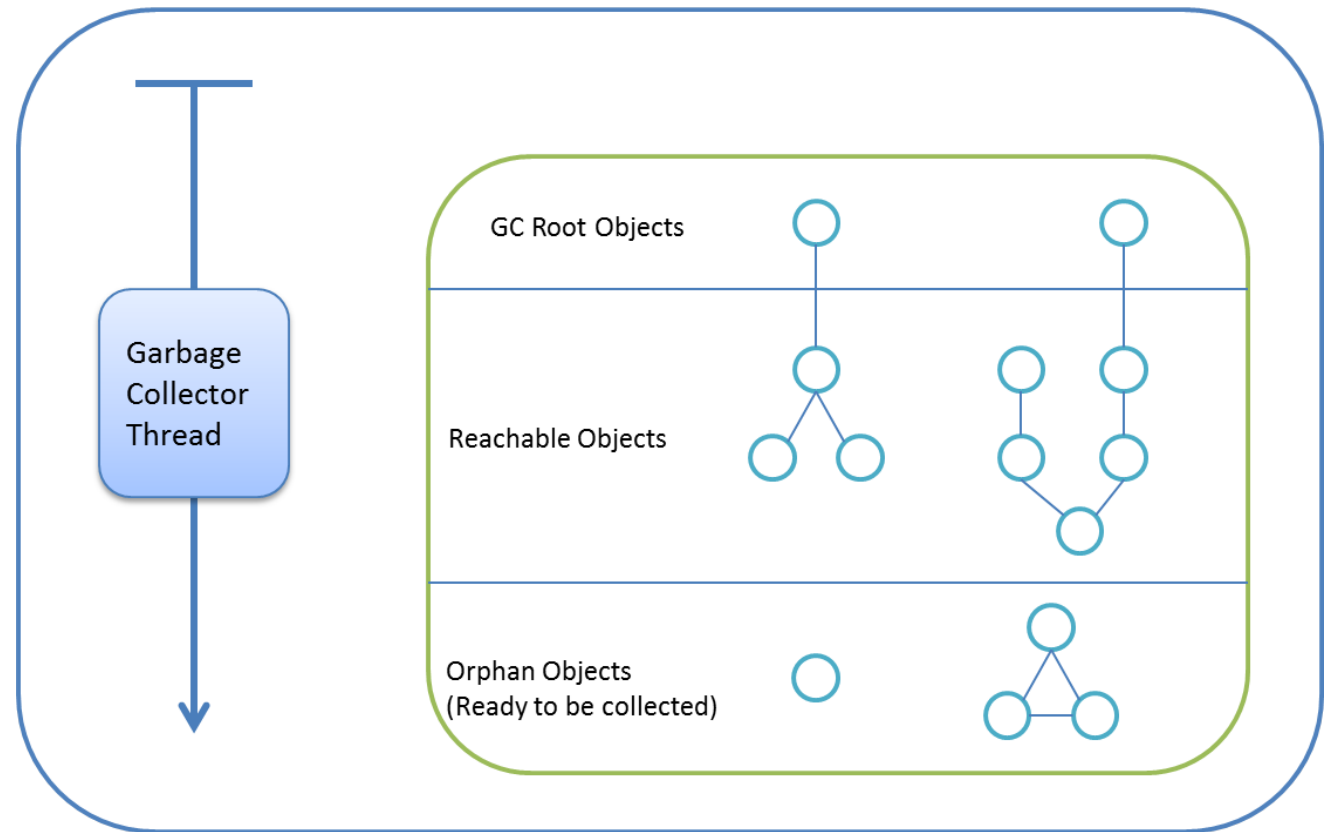 GC Root Objects
Garbage
Collector
Thread
Reachable Objects
Orphan Objects
(Ready to be collected)